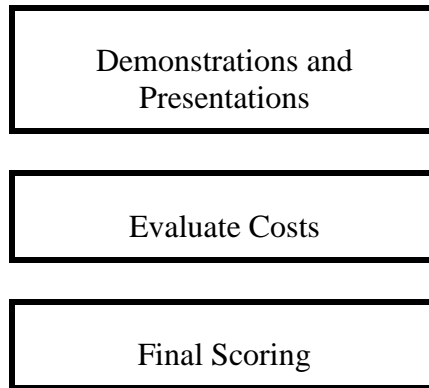 Demonstrations and
Presentations
Evaluate Costs
Final Scoring